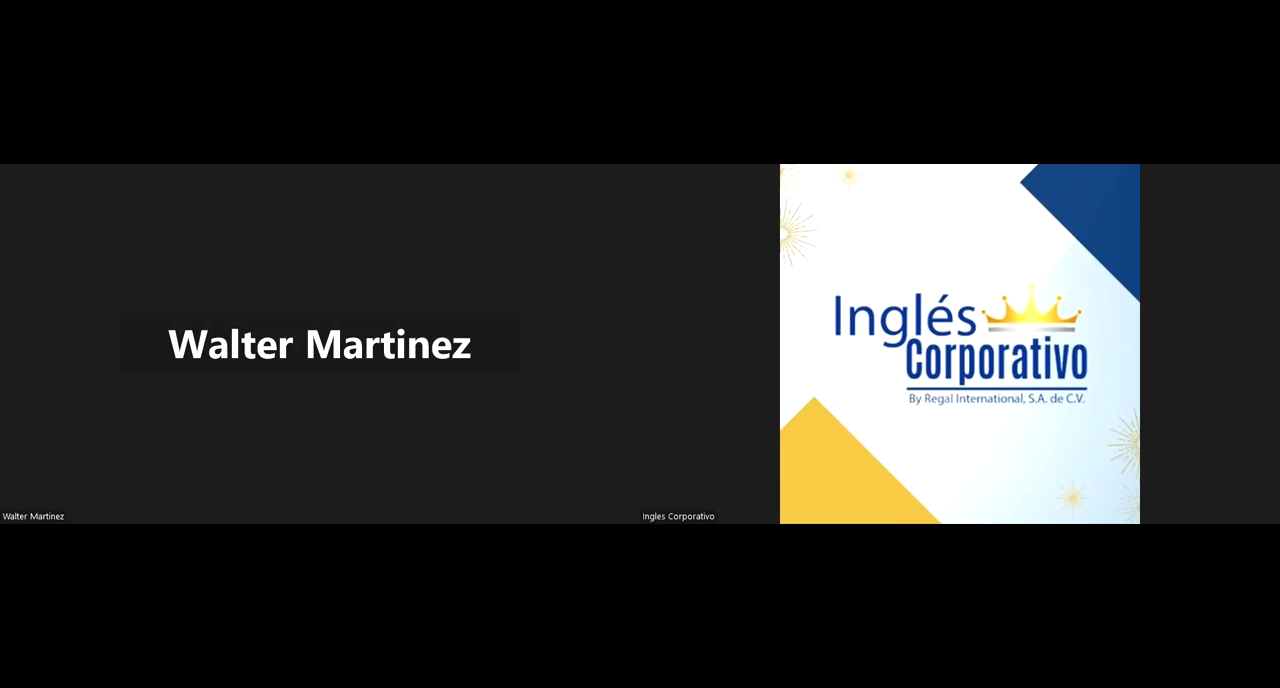 Walter Martinez
Inglés
Corporativo
By Regal International, S.A. de C.V.
Walter Martinez
Ingles Corporativo